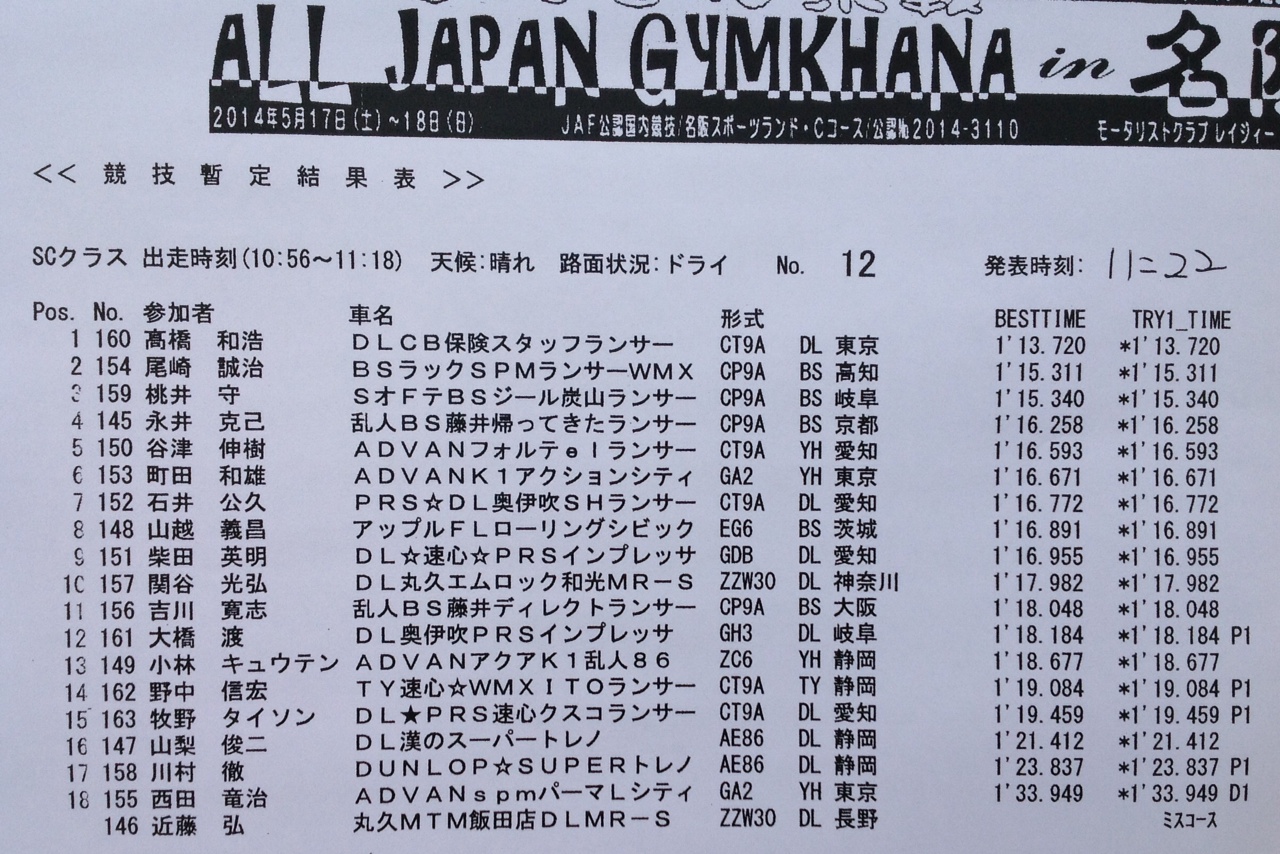 ALL JAPAN GYMKHANA in 名阪
2014年5月17日(土)~18日(日) JAF公認国内競技/名阪スポーツランド・Cコース/公認№2014-3110 モータリストクラブ レイジィー
<< 競技暫定結果表 >>
SCクラス 出走時刻(10:56～11:18) 天候:晴れ 路面状況:ドライ No. 12 発表時刻: 11:22
Pos. No. 参加者 車名 形式 BESTTIME TRY1_TIME
1 160 髙橋 和浩 DLCB保険スタッフランサー CT9A DL 東京 1'13.720 *1'13.720
2 154 尾崎 誠治 BSラックSPMランサーWMX CP9A BS 高知 1'15.311 *1'15.311
3 159 桃井 守 SオFテBSジール炭山ランサー CP9A BS 岐阜 1'15.340 *1'15.340
4 145 永井 克己 乱人BS藤井帰ってきたランサー CP9A BS 京都 1'16.258 *1'16.258
5 150 谷津 伸樹 ADVANフォルテelランサー CT9A YH 愛知 1'16.593 *1'16.593
6 153 町田 和雄 ADVANK1アクションシティ GA2 YH 東京 1'16.671 *1'16.671
7 152 石井 公久 PRS☆DL奥伊吹SHランサー CT9A DL 愛知 1'16.772 *1'16.772
8 148 山越 義昌 アップルFLローリングシビック EG6 BS 茨城 1'16.891 *1'16.891
9 151 柴田 英明 DL☆速心☆PRSインプレッサ GDB DL 愛知 1'16.955 *1'16.955
10 157 関谷 光弘 DL丸久エムロック和光MR－S ZZW30 DL 神奈川 1'17.982 *1'17.982
11 156 吉川 寛志 乱人BS藤井ディレクトランサー CP9A BS 大阪 1'18.048 *1'18.048
12 161 大橋 渡 DL奥伊吹PRSインプレッサ GH3 DL 岐阜 1'18.184 *1'18.184 P1
13 149 小林 キュウテン ADVANアクアK1乱人86 ZC6 YH 静岡 1'18.677 *1'18.677
14 162 野中 信宏 TY速心☆WMXITOランサー CT9A TY 静岡 1'19.084 *1'19.084 P1
15 163 牧野 タイソン DL★PRS速心クスコランサー CT9A DL 愛知 1'19.459 *1'19.459 P1
16 147 山梨 俊二 DL漢のスーパートレノ AE86 DL 静岡 1'21.412 *1'21.412
17 158 川村 徹 DUNLOP☆SUPERトレノ AE86 DL 静岡 1'23.837 *1'23.837 P1
18 155 西田 竜治 ADVANspmパーマLシティ GA2 YH 東京 1'33.949 *1'33.949 D1
146 近藤 弘 丸久MTM飯田店DLMR－S ZZW30 DL 長野 ミスコース